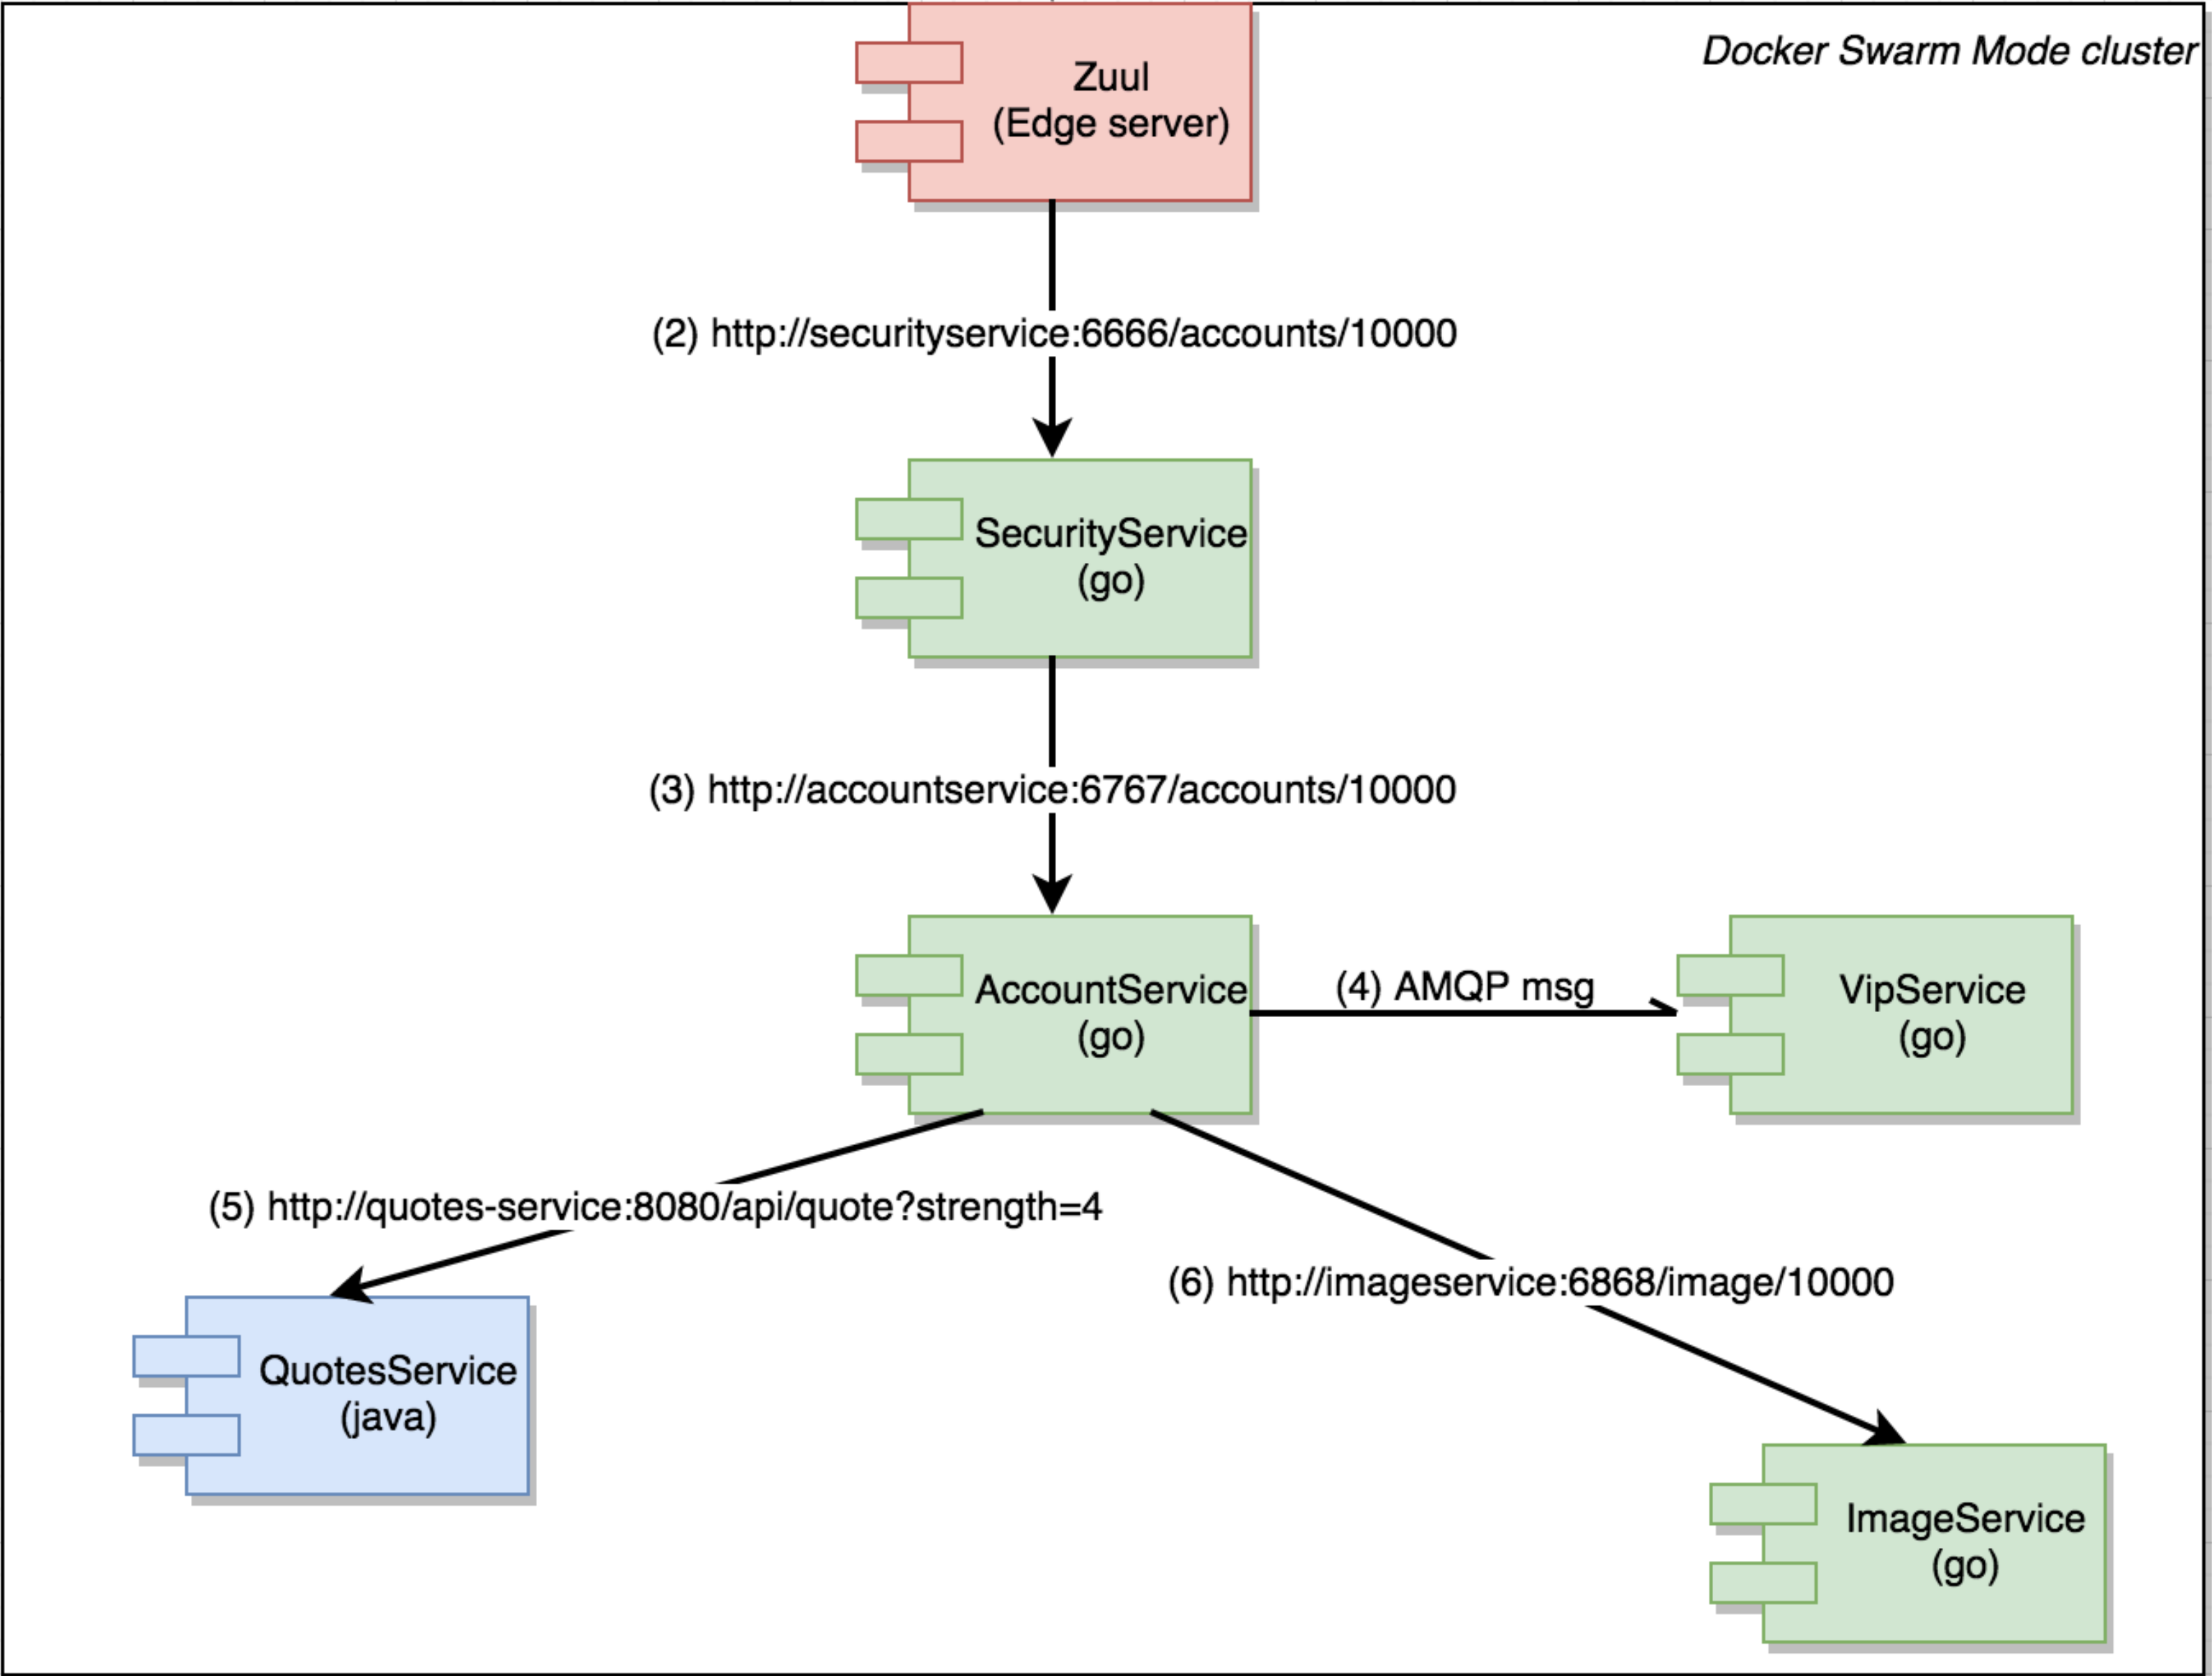 Docker Swarm Mode cluster
Zuul
(Edge server)
(2) http://securityservice:6666/accounts/10000
SecurityService
(go)
(3) http://accountservice:6767/accounts/10000
AccountService
(go)
(4) AMQP msg
VipService
(go)
(5) http://quotes-service:8080/api/quote?strength=4
(6) http://imageservice:6868/image/10000
QuotesService
(java)
ImageService
(go)